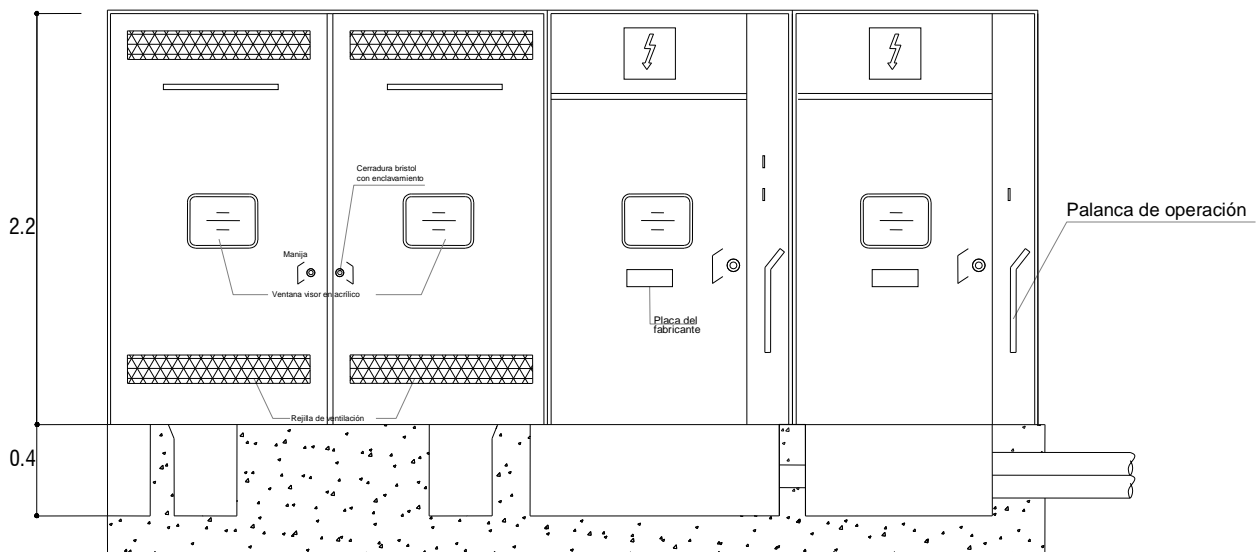 Cerradura bristol
con enclavamiento
2.2
Palanca de operación
Manija
Ventana visor en acrílico
Placa del
fabricante
Rejilla de ventilación
0.4